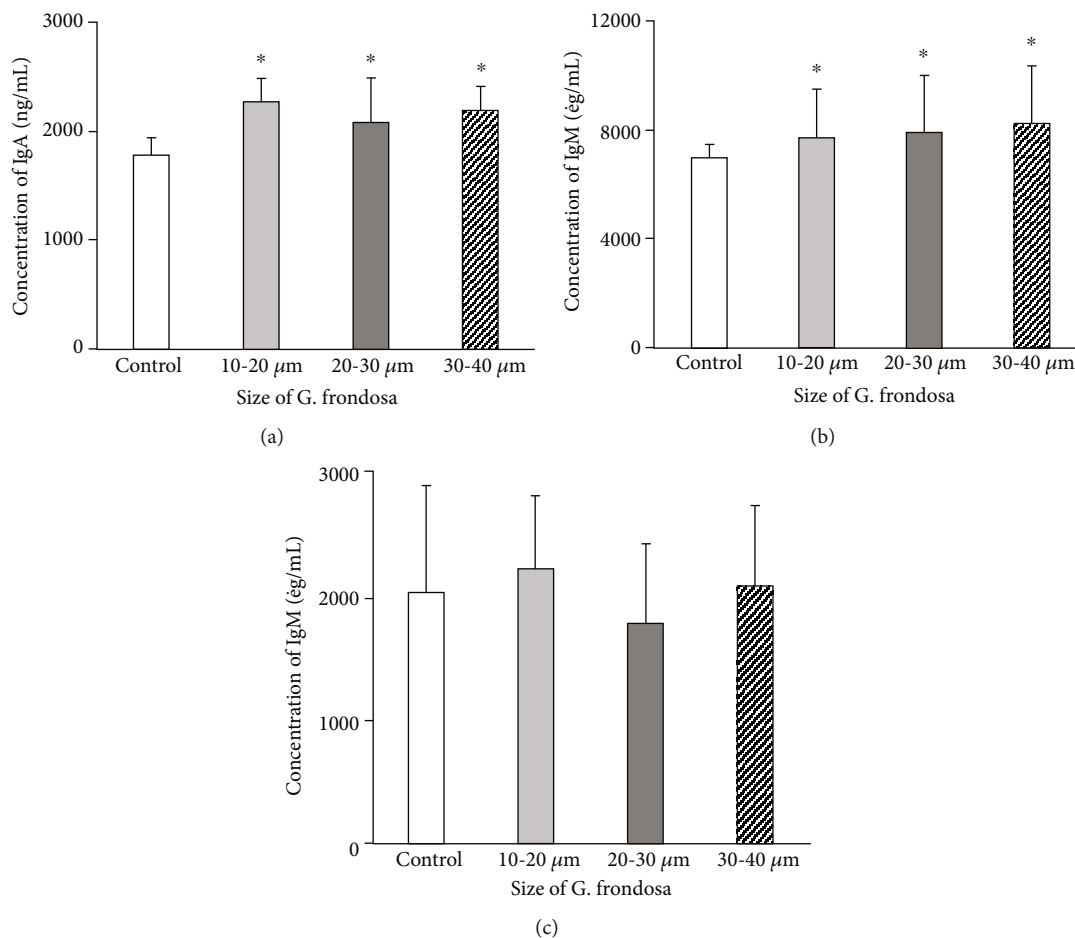 3000
2000
1000
0
Concentration of IgA (ng/mL)
*
*
*
Control
10-20 μm
20-30 μm
30-40 μm
Size of G. frondosa
(a)
12000
8000
4000
0
Concentration of IgM (ėg/mL)
*
*
*
Control
10-20 μm
20-30 μm
30-40 μm
Size of G. frondosa
(b)
3000
2000
1000
0
Concentration of IgM (ėg/mL)
Control
10-20 μm
20-30 μm
30-40 μm
Size of G. frondosa
(c)